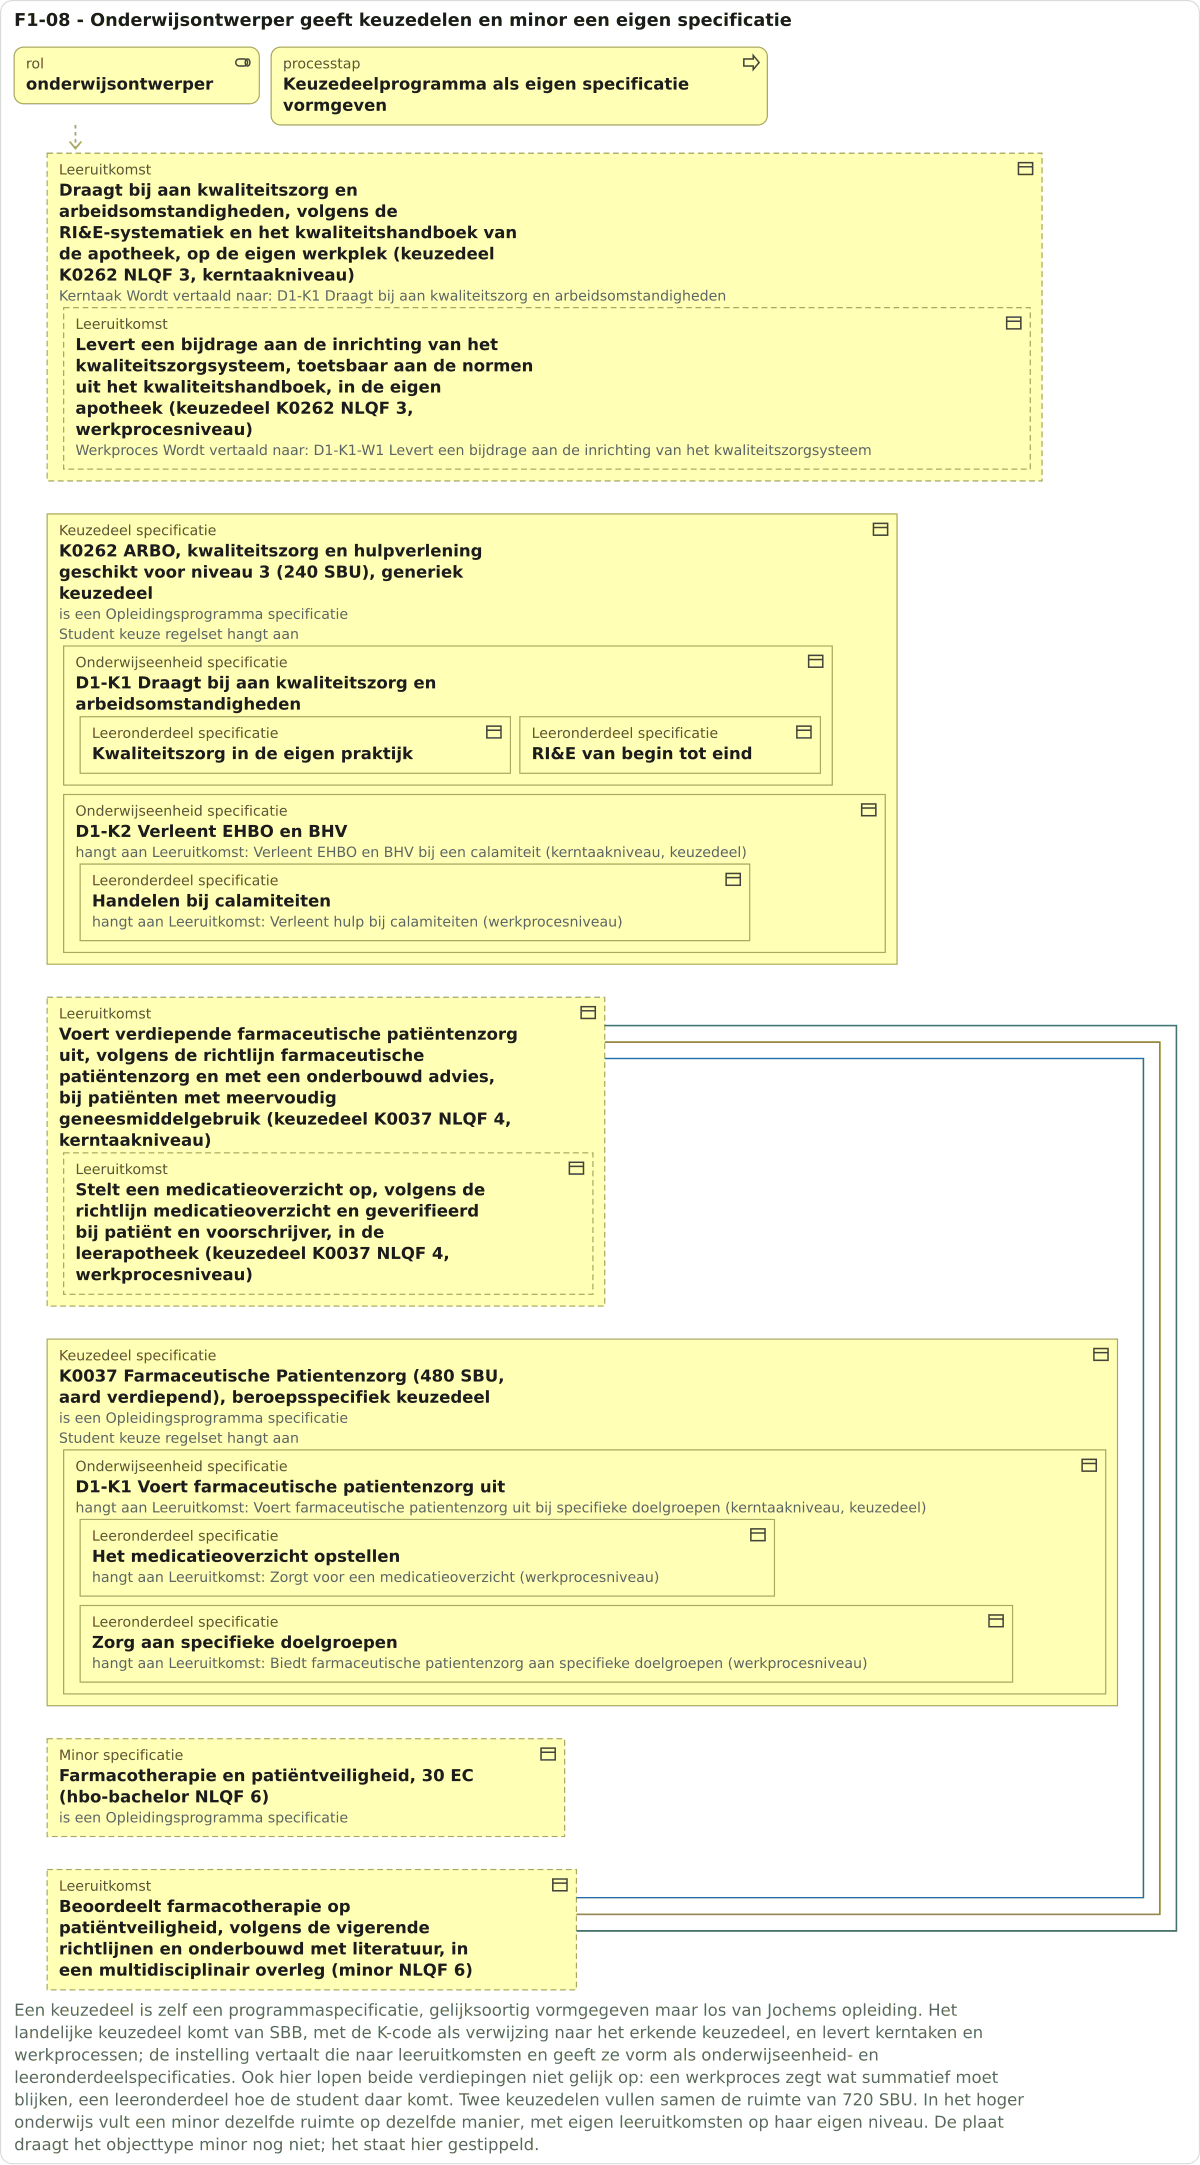 F1-08 - Onderwijsontwerper geeft keuzedelen en minor een eigen specificatie
rol
onderwijsontwerper
processtap
Keuzedeelprogramma als eigen specificatie
vormgeven
Leeruitkomst
Draagt bij aan kwaliteitszorg en
arbeidsomstandigheden, volgens de
RI&E-systematiek en het kwaliteitshandboek van
de apotheek, op de eigen werkplek (keuzedeel
K0262 NLQF 3, kerntaakniveau)
Kerntaak Wordt vertaald naar: D1-K1 Draagt bij aan kwaliteitszorg en arbeidsomstandigheden
Leeruitkomst
Levert een bijdrage aan de inrichting van het
kwaliteitszorgsysteem, toetsbaar aan de normen
uit het kwaliteitshandboek, in de eigen
apotheek (keuzedeel K0262 NLQF 3,
werkprocesniveau)
Werkproces Wordt vertaald naar: D1-K1-W1 Levert een bijdrage aan de inrichting van het kwaliteitszorgsysteem
Keuzedeel specificatie
K0262 ARBO, kwaliteitszorg en hulpverlening
geschikt voor niveau 3 (240 SBU), generiek
keuzedeel
is een Opleidingsprogramma specificatie
Student keuze regelset hangt aan
Onderwijseenheid specificatie
D1-K1 Draagt bij aan kwaliteitszorg en
arbeidsomstandigheden
Leeronderdeel specificatie
Kwaliteitszorg in de eigen praktijk
Leeronderdeel specificatie
RI&E van begin tot eind
Onderwijseenheid specificatie
D1-K2 Verleent EHBO en BHV
hangt aan Leeruitkomst: Verleent EHBO en BHV bij een calamiteit (kerntaakniveau, keuzedeel)
Leeronderdeel specificatie
Handelen bij calamiteiten
hangt aan Leeruitkomst: Verleent hulp bij calamiteiten (werkprocesniveau)
Leeruitkomst
Voert verdiepende farmaceutische patiëntenzorg
uit, volgens de richtlijn farmaceutische
patiëntenzorg en met een onderbouwd advies,
bij patiënten met meervoudig
geneesmiddelgebruik (keuzedeel K0037 NLQF 4,
kerntaakniveau)
Leeruitkomst
Stelt een medicatieoverzicht op, volgens de
richtlijn medicatieoverzicht en geverifieerd
bij patiënt en voorschrijver, in de
leerapotheek (keuzedeel K0037 NLQF 4,
werkprocesniveau)
Keuzedeel specificatie
K0037 Farmaceutische Patientenzorg (480 SBU,
aard verdiepend), beroepsspecifiek keuzedeel
is een Opleidingsprogramma specificatie
Student keuze regelset hangt aan
Onderwijseenheid specificatie
D1-K1 Voert farmaceutische patientenzorg uit
hangt aan Leeruitkomst: Voert farmaceutische patientenzorg uit bij specifieke doelgroepen (kerntaakniveau, keuzedeel)
Leeronderdeel specificatie
Het medicatieoverzicht opstellen
hangt aan Leeruitkomst: Zorgt voor een medicatieoverzicht (werkprocesniveau)
Leeronderdeel specificatie
Zorg aan specifieke doelgroepen
hangt aan Leeruitkomst: Biedt farmaceutische patientenzorg aan specifieke doelgroepen (werkprocesniveau)
Minor specificatie
Farmacotherapie en patiëntveiligheid, 30 EC
(hbo-bachelor NLQF 6)
is een Opleidingsprogramma specificatie
Leeruitkomst
Beoordeelt farmacotherapie op
patiëntveiligheid, volgens de vigerende
richtlijnen en onderbouwd met literatuur, in
een multidisciplinair overleg (minor NLQF 6)
Een keuzedeel is zelf een programmaspecificatie, gelijksoortig vormgegeven maar los van Jochems opleiding. Het
landelijke keuzedeel komt van SBB, met de K-code als verwijzing naar het erkende keuzedeel, en levert kerntaken en
werkprocessen; de instelling vertaalt die naar leeruitkomsten en geeft ze vorm als onderwijseenheid- en
leeronderdeelspecificaties. Ook hier lopen beide verdiepingen niet gelijk op: een werkproces zegt wat summatief moet
blijken, een leeronderdeel hoe de student daar komt. Twee keuzedelen vullen samen de ruimte van 720 SBU. In het hoger
onderwijs vult een minor dezelfde ruimte op dezelfde manier, met eigen leeruitkomsten op haar eigen niveau. De plaat
draagt het objecttype minor nog niet; het staat hier gestippeld.